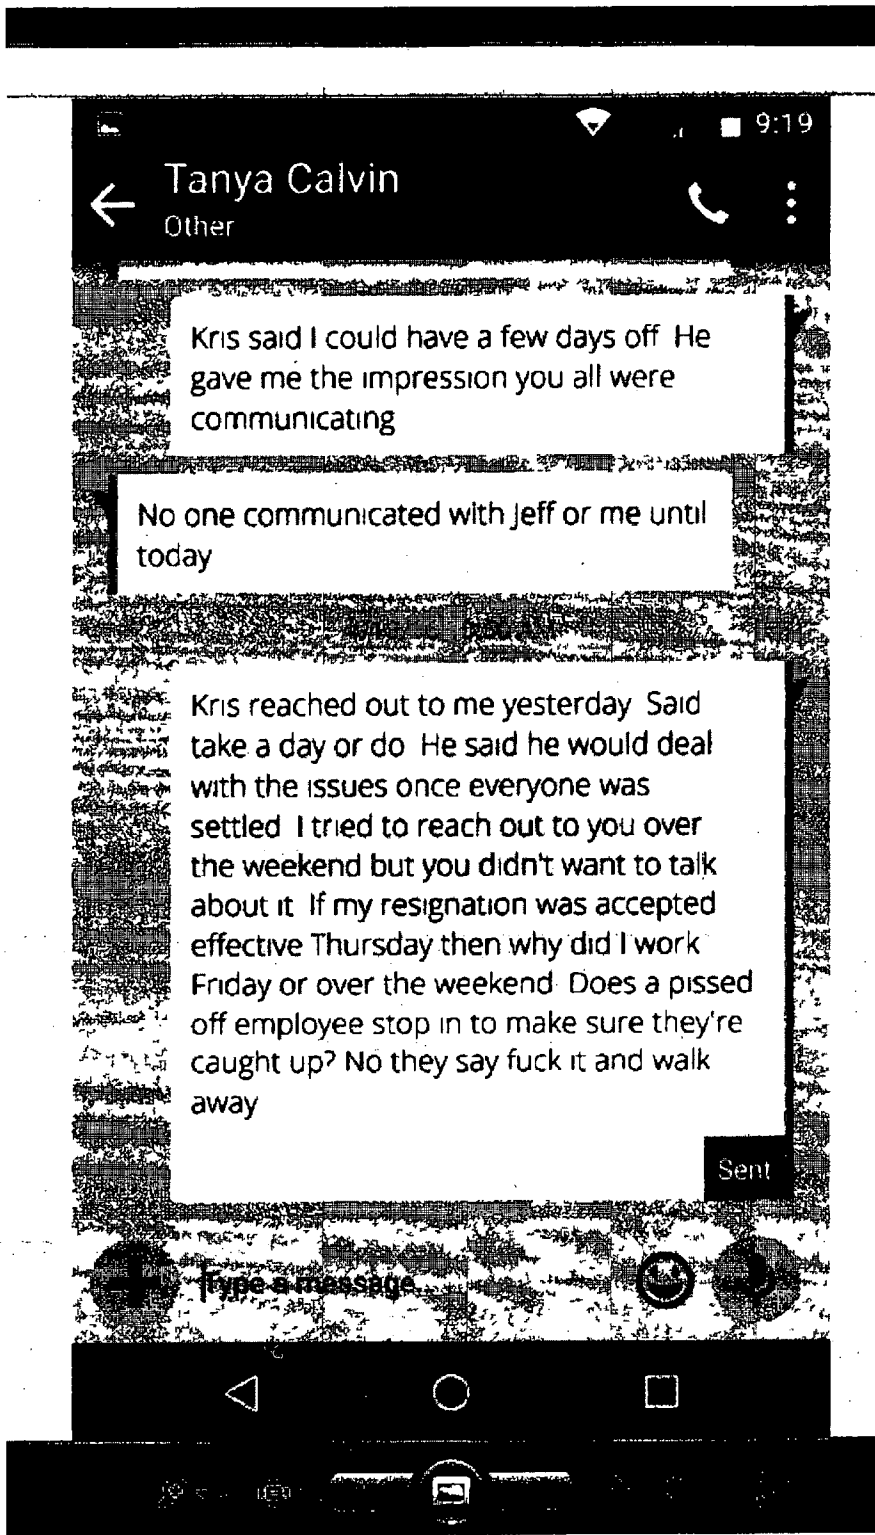 9:19
Tanya Calvin
Other
Kris said I could have a few days off He
gave me the impression you all were
communicating
No one communicated with Jeff or me until
today
Kris reached out to me yesterday Said
take a day or do He said he would deal
with the issues once everyone was
settled I tried to reach out to you over
the weekend but you didn't want to talk
about it If my resignation was accepted
effective Thursday then why did I work
Friday or over the weekend Does a pissed
off employee stop in to make sure they're
caught up? No they say fuck it and walk
away
Sent
Type a message